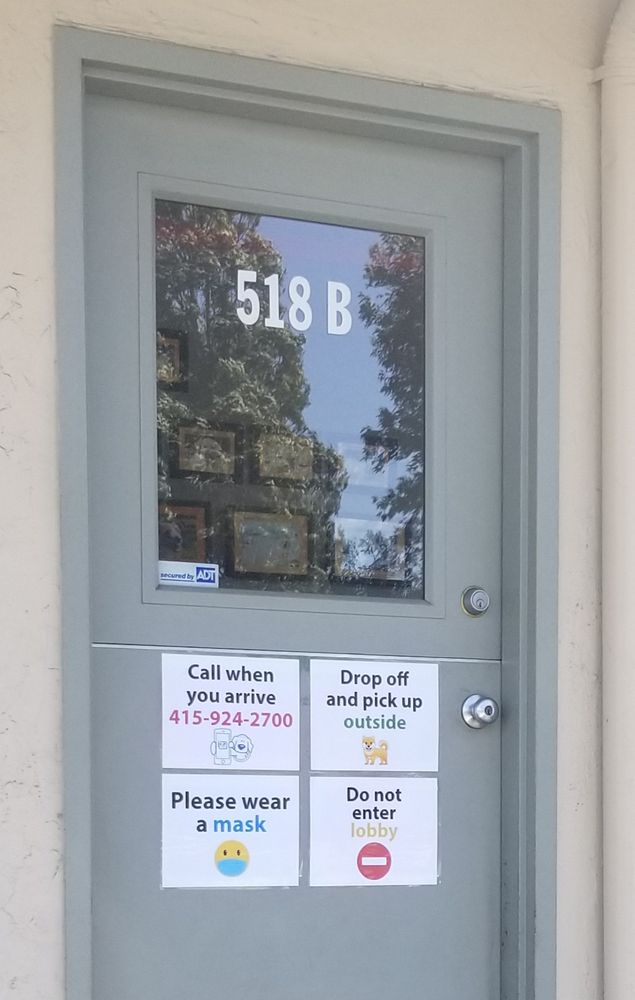 518 B
secured by ADT
Call when
you arrive
415-924-2700
Drop off
and pick up
outside
Please wear
a mask
Do not
enter
lobby